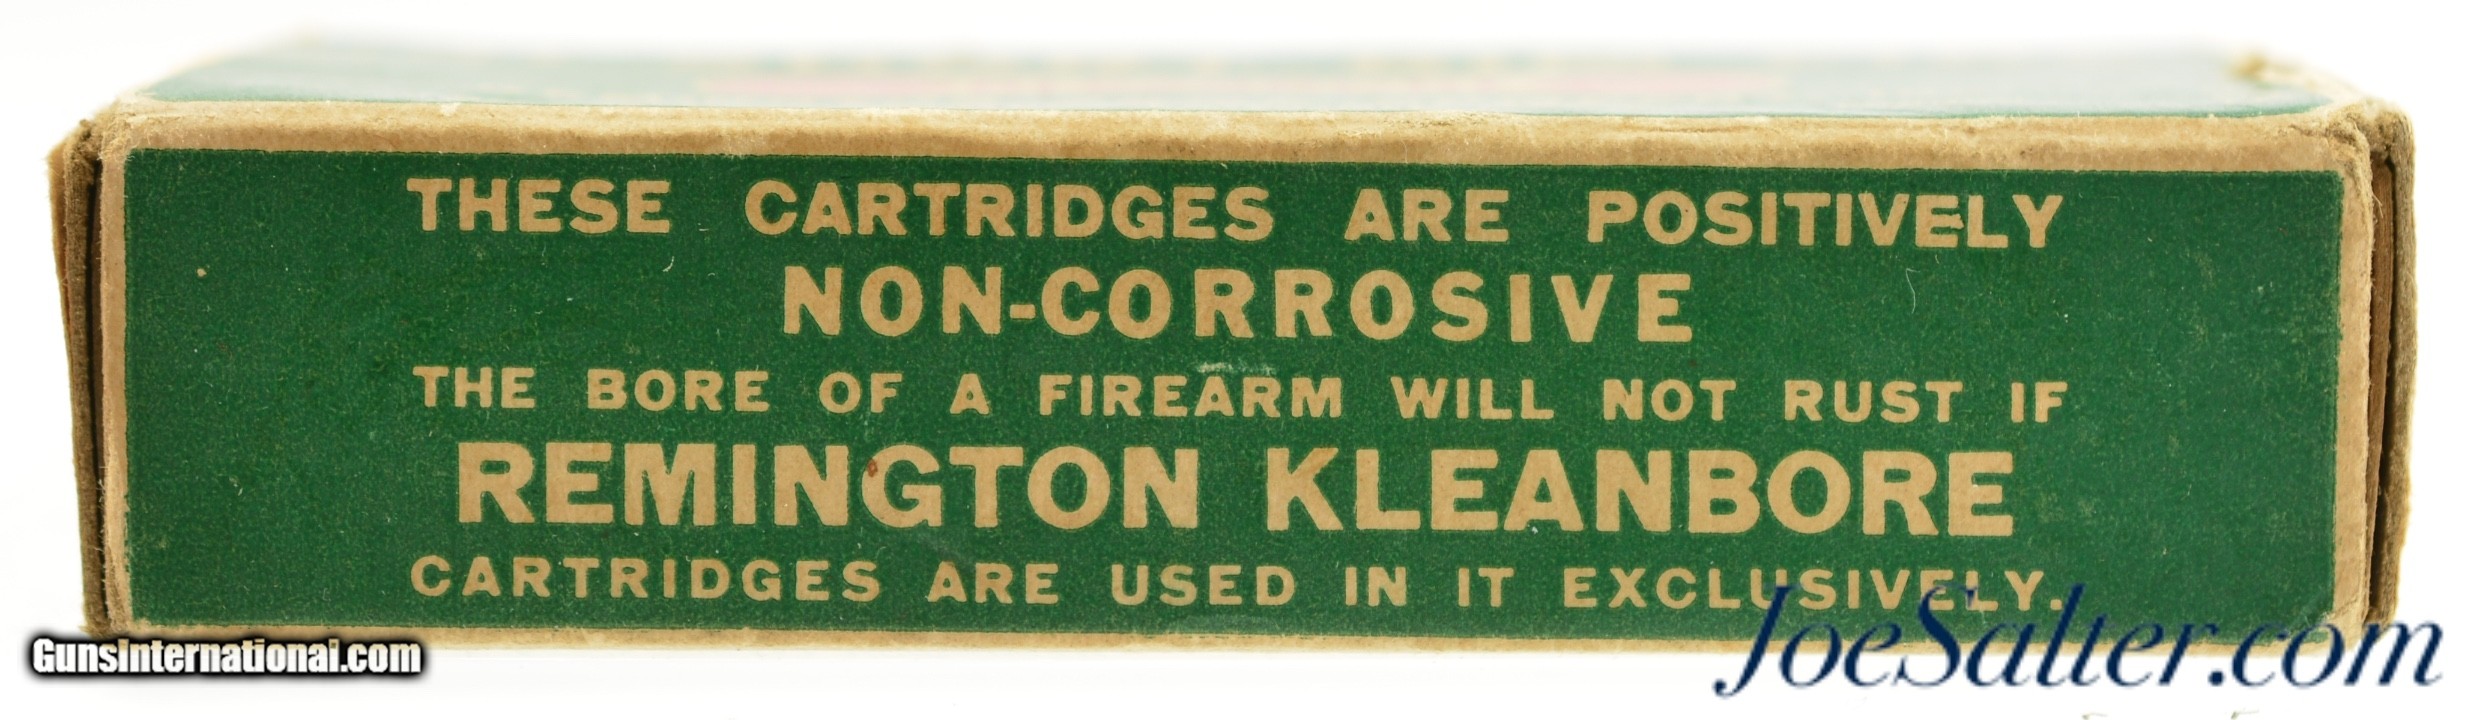 THESE CARTRIDGES ARE POSITIVELY
NON-CORROSIVE
THE BORE OF A FIREARM WILL NOT RUST IF
REMINGTON KLEANBORE
CARTRIDGES ARE USED IN IT EXCLUSIVELY.
GunsInternational.com
JoeSalter.com